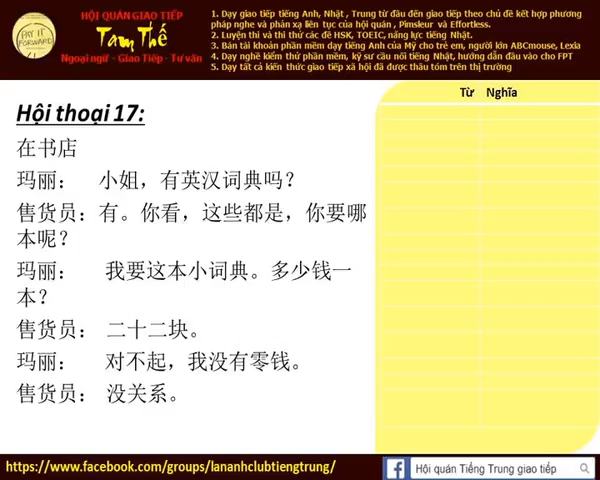 HỘI QUÁN GIAO TIẾP
Tam Thế
Ngoại ngữ - Giao Tiếp - Tư vấn
PAY IT
FORWARD
1. Dạy giao tiếp tiếng Anh, Nhật , Trung từ đầu đến giao tiếp theo chủ đề kết hợp phương
pháp nghe và phản xạ liên tục của hội quán , Pimsleur và Effortless.
2. Luyện thi và thi thử các đề HSK, TOEIC, năng lực tiếng Nhật.
3. Bán tài khoản phần mềm dạy tiếng Anh của Mỹ cho trẻ em, người lớn ABCmouse, Lexia
4. Dạy nghề kiểm thử phần mềm, kỹ sư cầu nối tiếng Nhật, hướng dẫn đầu vào cho FPT
5. Dạy tất cả kiến thức giao tiếp xã hội đã được thâu tóm trên thị trường
Từ Nghĩa
Hội thoại 17:
在书店
玛丽： 小姐，有英汉词典吗？
售货员：有。你看，这些都是，你要哪
本呢？
玛丽： 我要这本小词典。多少钱一
本？
售货员： 二十二块。
玛丽： 对不起，我没有零钱。
售货员： 没关系。
https://www.facebook.com/groups/lananhclubtiengtrung/
f Hội quán Tiếng Trung giao tiếp